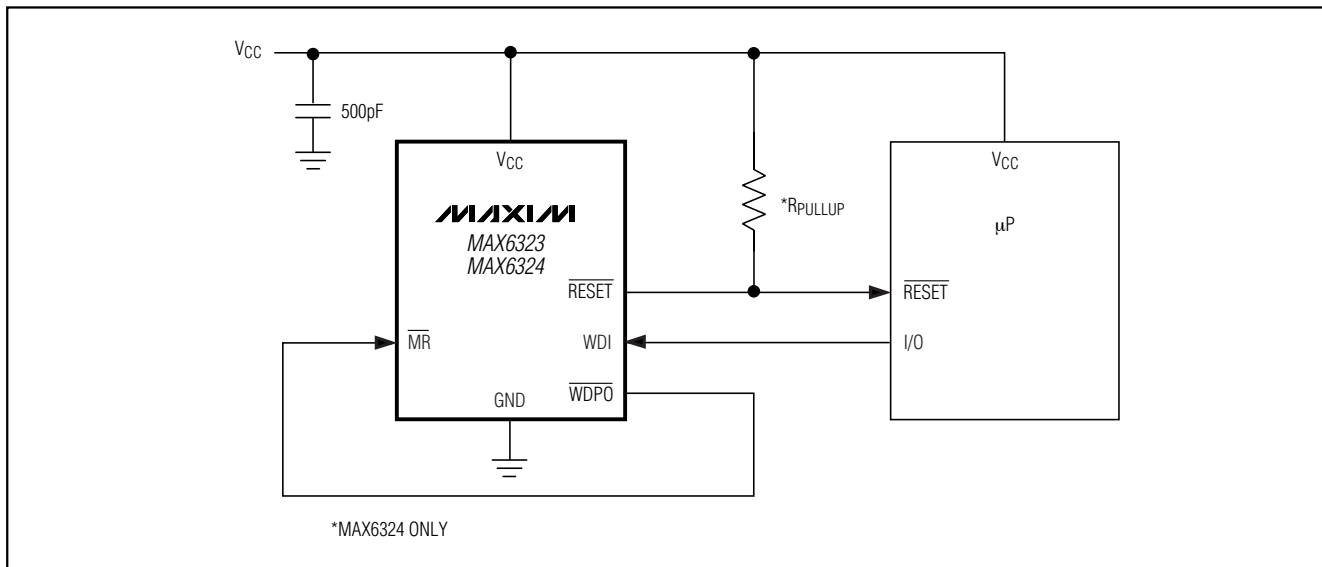 VCC
500pF
VCC
MAXIM
MAX6323
MAX6324
RESET
MR
WDI
WDPO
GND
*RPULLUP
VCC
μP
RESET
I/O
*MAX6324 ONLY